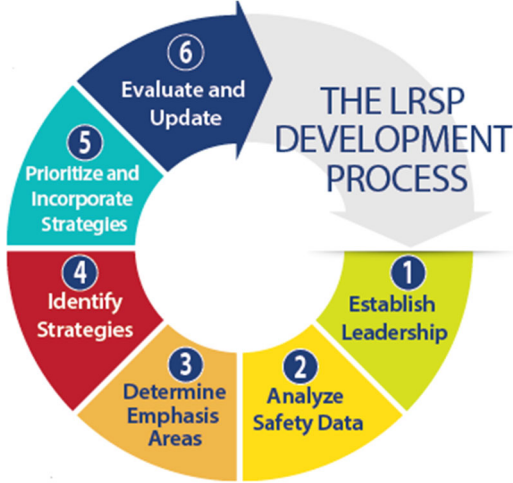 THE LRSP
DEVELOPMENT
PROCESS
1
Establish
Leadership
2
Analyze
Safety Data
3
Determine
Emphasis
Areas
4
Identify
Strategies
5
Prioritize and
Incorporate
Strategies
6
Evaluate and
Update